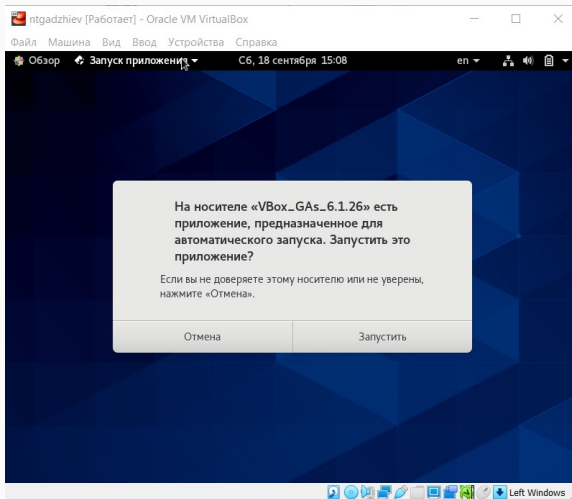 ntgadzhiev [Работает] - Oracle VM VirtualBox
Файл Машина Вид Ввод Устройства Справка
Обзор Запуск приложения Сб, 18 сентября 15:08 en
На носителе «VBox_GAs_6.1.26» есть
приложение, предназначенное для
автоматического запуска. Запустить это
приложение?
Если вы не доверяете этому носителю или не уверены,
нажмите «Отмена».
Отмена Запустить
Left Windows